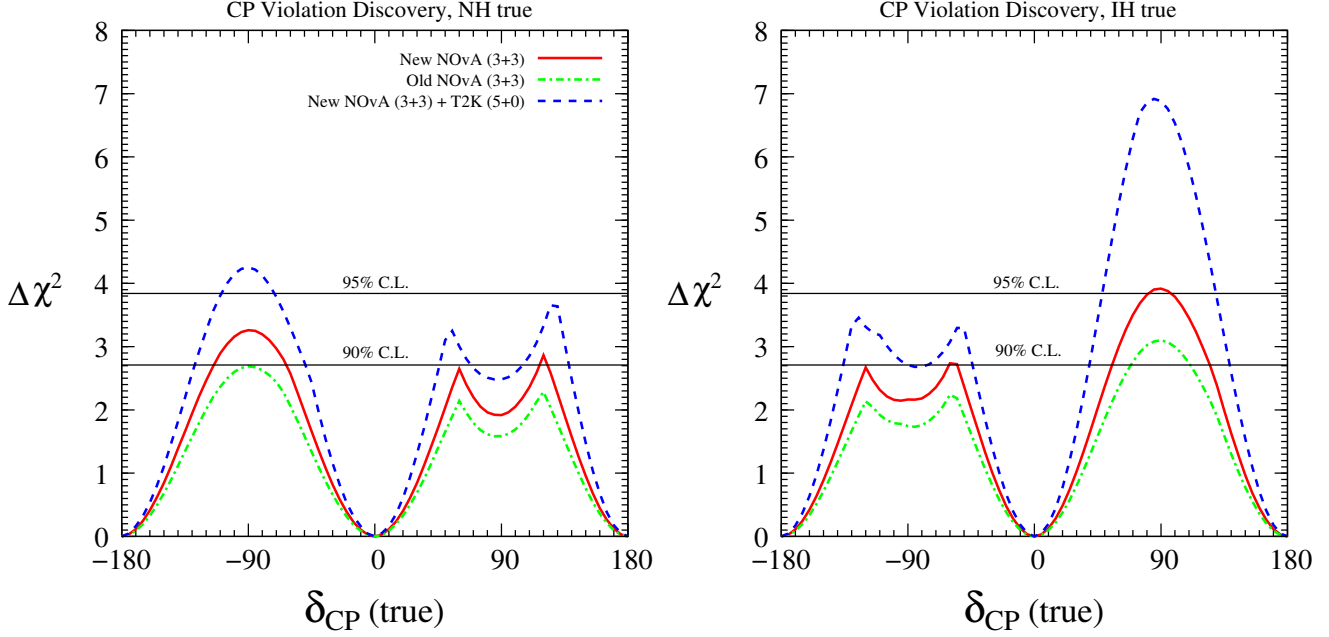 CP Violation Discovery, NH true
8
7
6
5
4
3
2
1
0
Δχ²
New NOvA (3+3)
Old NOvA (3+3)
New NOvA (3+3) + T2K (5+0)
95% C.L.
90% C.L.
−180
−90
0
90
180
δCP (true)
CP Violation Discovery, IH true
8
7
6
5
4
3
2
1
0
Δχ²
95% C.L.
90% C.L.
−180
−90
0
90
180
δCP (true)